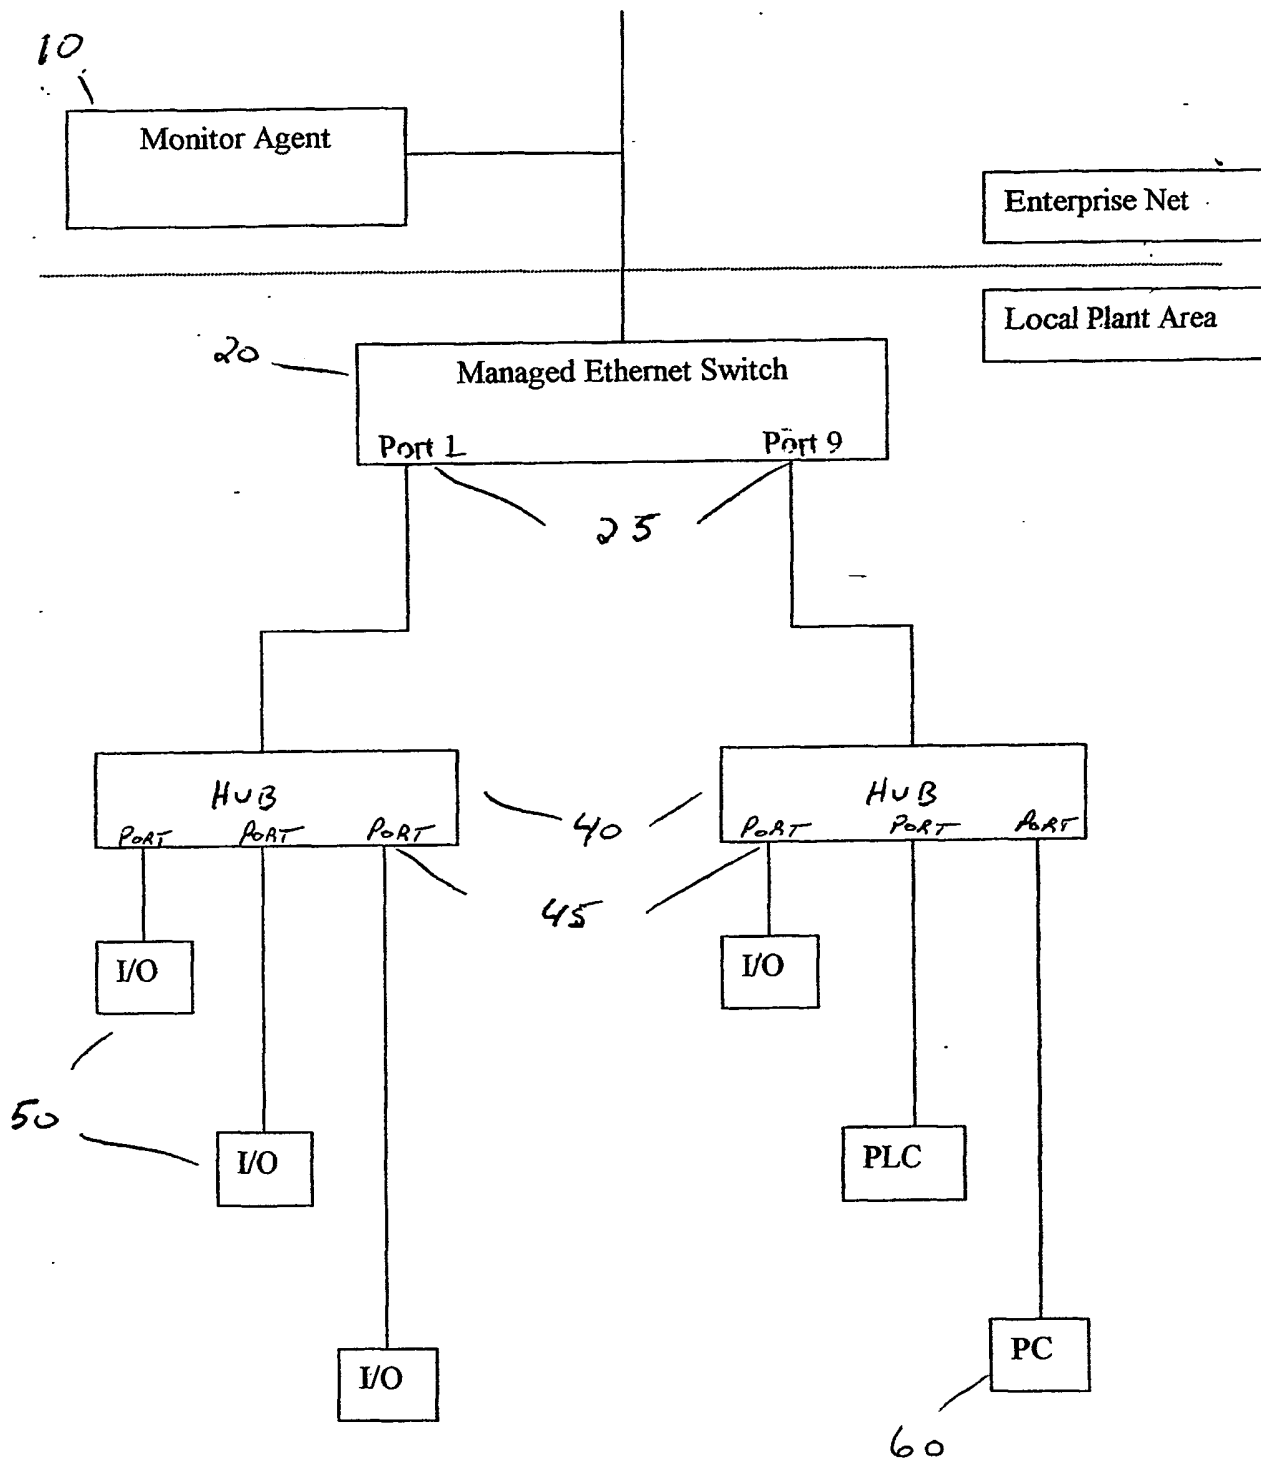 10
Monitor Agent
Enterprise Net
Local Plant Area
20
Managed Ethernet Switch
Port 1
Port 9
25
HUB
HUB
PORT PORT PORT
PORT PORT PORT
40
45
I/O
I/O
50
I/O
PLC
I/O
PC
60